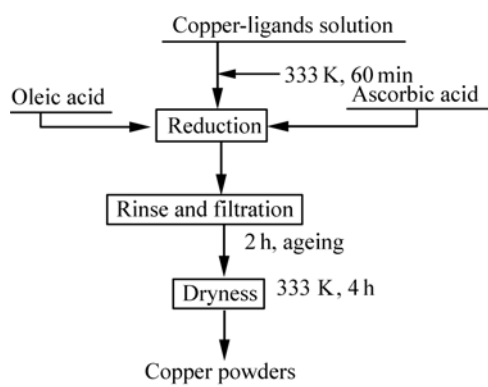 Copper-ligands solution
333 K, 60 min
Oleic acid
Ascorbic acid
Reduction
Rinse and filtration
2 h, ageing
Dryness
333 K, 4 h
Copper powders